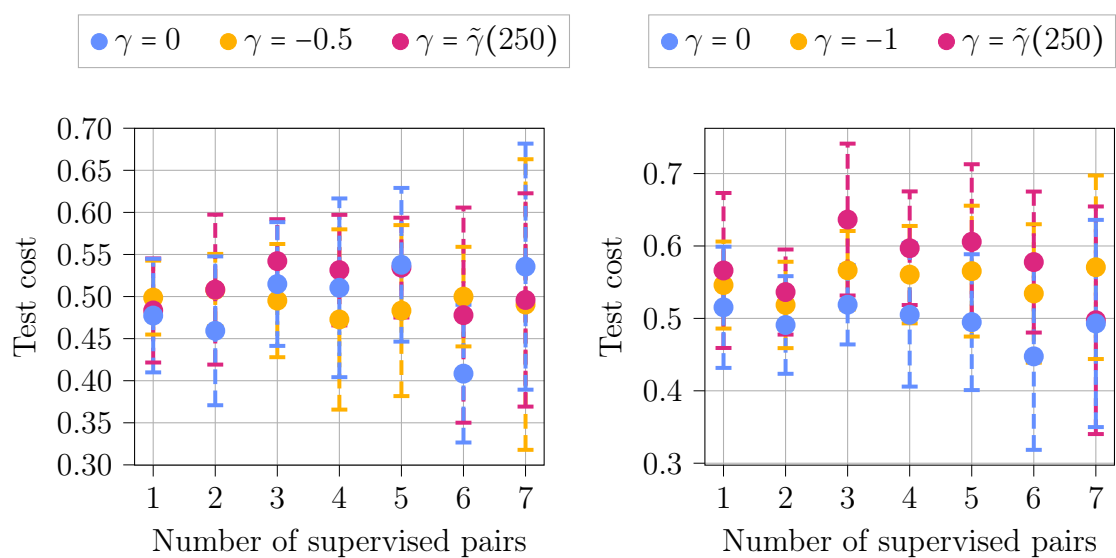 γ = 0 γ = −0.5 γ = γ̃(250)
0.70
0.65
0.60
0.55
0.50
0.45
0.40
0.35
0.30
Test cost
1 2 3 4 5 6 7
Number of supervised pairs
γ = 0 γ = −1 γ = γ̃(250)
0.7
0.6
0.5
0.4
0.3
Test cost
1 2 3 4 5 6 7
Number of supervised pairs